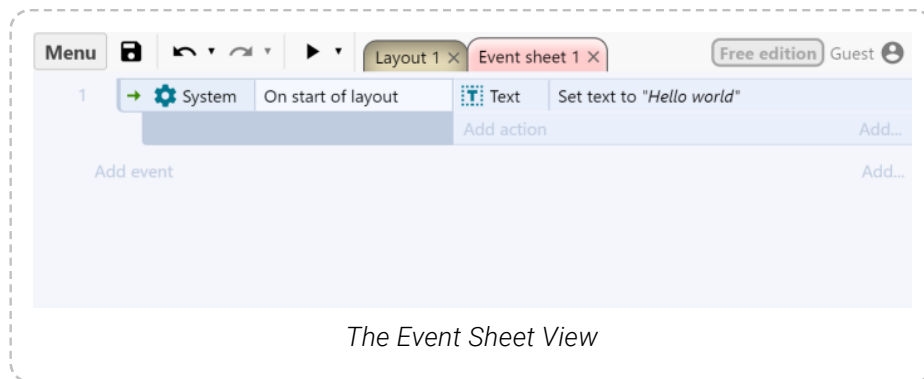 Menu Layout 1 Event sheet 1 Free edition Guest
1 System On start of layout Text Set text to "Hello world"
Add action Add...
Add event Add...
The Event Sheet View